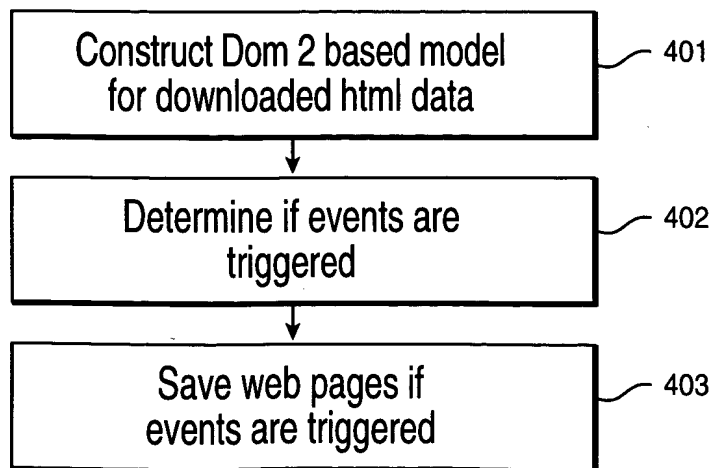 Construct Dom 2 based model
for downloaded html data
401
Determine if events are
triggered
402
Save web pages if
events are triggered
403